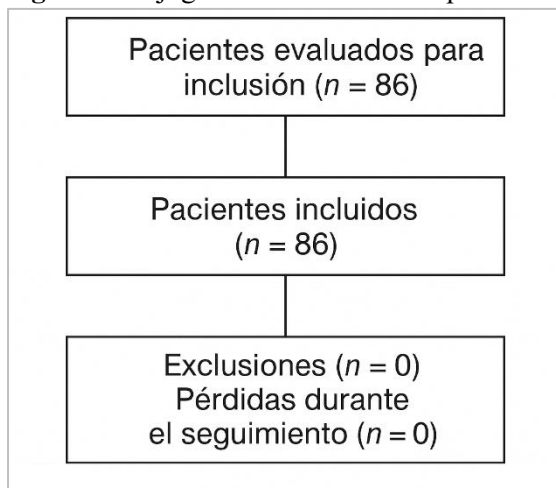 Pacientes evaluados para
inclusión (n = 86)
Pacientes incluidos
(n = 86)
Exclusiones (n = 0)
Pérdidas durante
el seguimiento (n = 0)